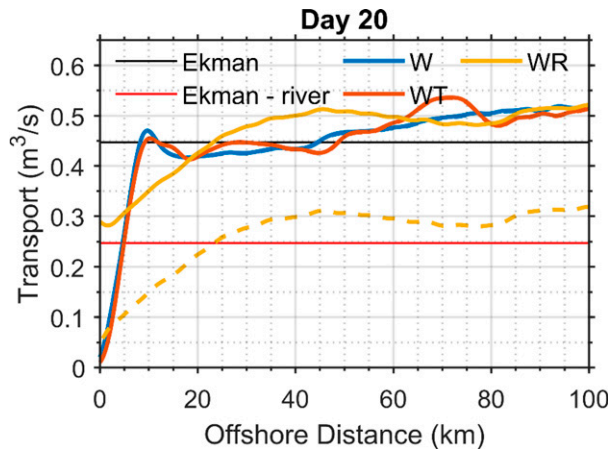 Day 20
Ekman W WR
Ekman - river WT
0.6
0.5
0.4
0.3
0.2
0.1
0
Transport (m³/s)
0 20 40 60 80 100
Offshore Distance (km)